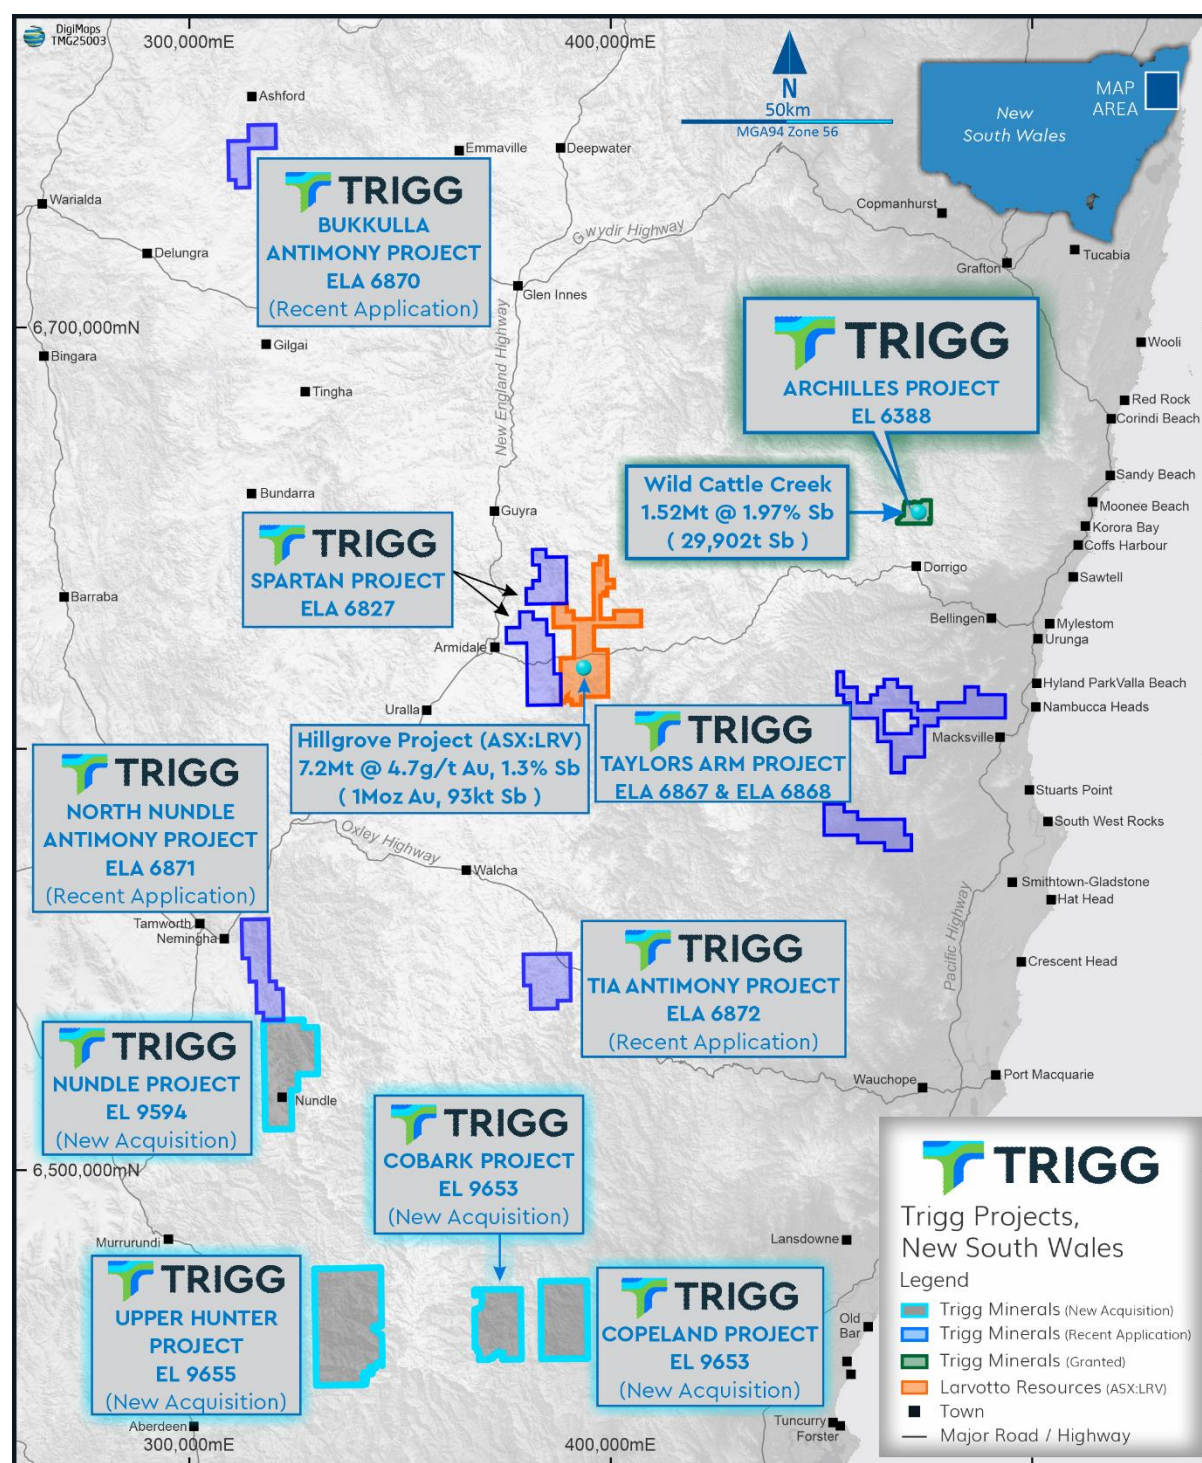 DigiMaps
TMG25003
300,000mE
400,000mE
N
50km
MGA94 Zone 56
New
South Wales
MAP
AREA
Ashford
Emmaville
Deepwater
Warialda
Delungra
TRIGG
BUKKULLA
ANTIMONY PROJECT
ELA 6870
(Recent Application)
Gwydir Highway
Copmanhurst
Grafton
Tucabia
Glen Innes
6,700,000mN
Bingara
Gilgai
Tingha
New England Highway
TRIGG
ARCHILLES PROJECT
EL 6388
Wooli
Red Rock
Corindi Beach
Sandy Beach
Moonee Beach
Korora Bay
Coffs Harbour
Sawtell
Bundarra
Guyra
Wild Cattle Creek
1.52Mt @ 1.97% Sb
( 29,902t Sb )
TRIGG
SPARTAN PROJECT
ELA 6827
Barraba
Dorrigo
Bellingen
Mylestom
Urunga
Armidale
Uralla
Hyland ParkValla Beach
Nambucca Heads
Macksville
Hillgrove Project (ASX:LRV)
7.2Mt @ 4.7g/t Au, 1.3% Sb
( 1Moz Au, 93kt Sb )
TRIGG
TAYLORS ARM PROJECT
ELA 6867 & ELA 6868
TRIGG
NORTH NUNDLE
ANTIMONY PROJECT
ELA 6871
(Recent Application)
Stuarts Point
South West Rocks
Oxley Highway
Walcha
Smithtown-Gladstone
Hat Head
Tamworth
Nemingha
Pacific Highway
Crescent Head
TRIGG
TIA ANTIMONY PROJECT
ELA 6872
(Recent Application)
TRIGG
NUNDLE PROJECT
EL 9594
(New Acquisition)
Nundle
Wauchope
Port Macquarie
TRIGG
COBARK PROJECT
EL 9653
(New Acquisition)
6,500,000mN
Murrurundi
Lansdowne
TRIGG
UPPER HUNTER
PROJECT
EL 9655
(New Acquisition)
TRIGG
COPELAND PROJECT
EL 9653
(New Acquisition)
Old
Bar
Tuncurry
Forster
Aberdeen
300,000mE
400,000mE
TRIGG
Trigg Projects,
New South Wales
Legend
Trigg Minerals (New Acquisition)
Trigg Minerals (Recent Application)
Trigg Minerals (Granted)
Larvotto Resources (ASX:LRV)
Town
Major Road / Highway